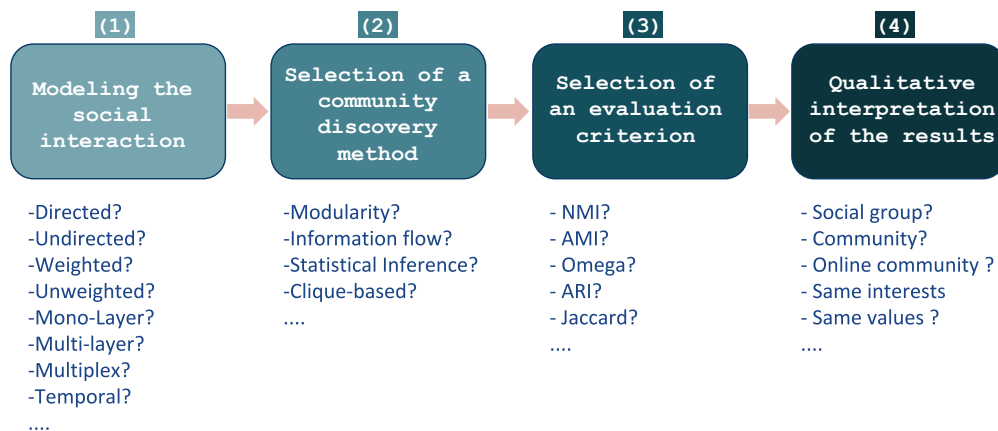 (1)
Modeling the
social
interaction
-Directed?
-Undirected?
-Weighted?
-Unweighted?
-Mono-Layer?
-Multi-layer?
-Multiplex?
-Temporal?
....
(2)
Selection of a
community
discovery
method
-Modularity?
-Information flow?
-Statistical Inference?
-Clique-based?
....
(3)
Selection of
an evaluation
criterion
- NMI?
- AMI?
- Omega?
- ARI?
- Jaccard?
....
(4)
Qualitative
interpretation
of the results
- Social group?
- Community?
- Online community ?
- Same interests
- Same values ?
....